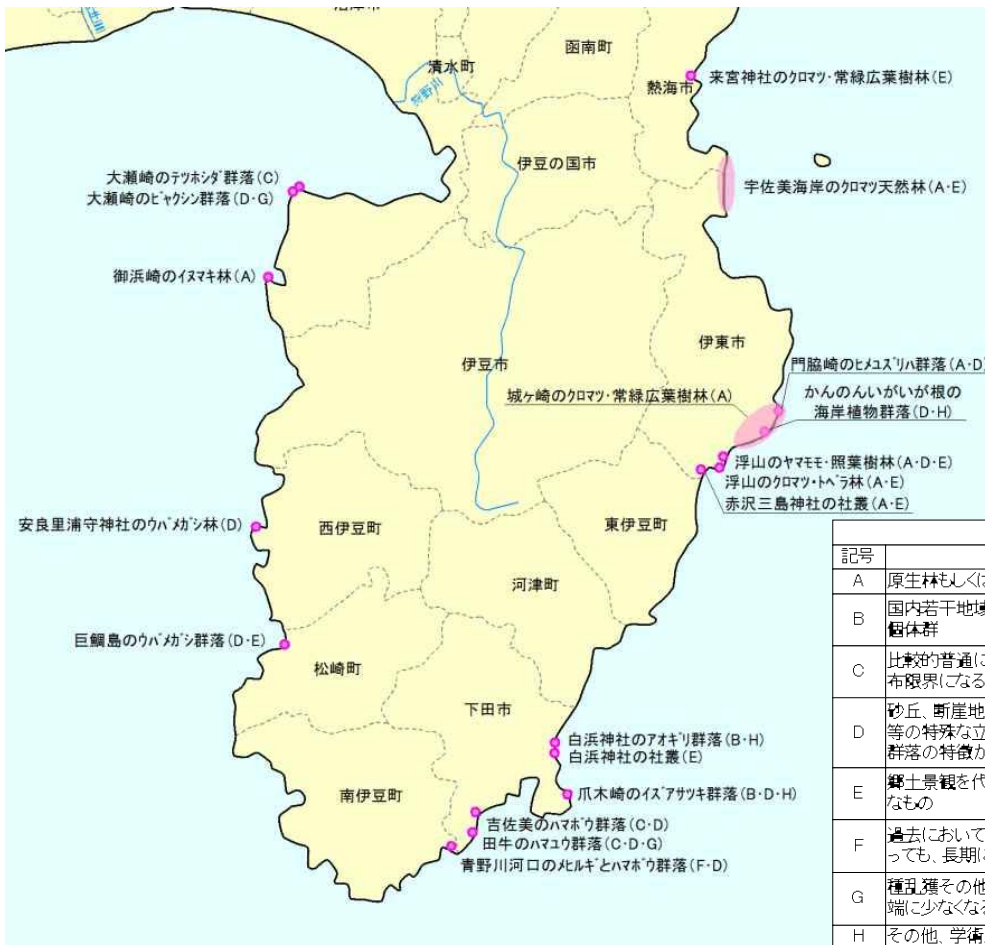 函南町
清水町
狩野川
熱海市
来宮神社のクロマツ・常緑広葉樹林(E)
伊豆の国市
宇佐美海岸のクロマツ天然林(A・E)
大瀬崎のテツホシダ群落(C)
大瀬崎のビャクシン群落(D・G)
御浜崎のイヌマキ林(A)
伊豆市
伊東市
門脇崎のヒメユズリハ群落(A・D
城ヶ崎のクロマツ・常緑広葉樹林(A)
かんのんいがいが根の
海岸植物群落(D・H)
浮山のヤマモモ・照葉樹林(A・D・E)
浮山のクロマツ・トベラ林(A・E)
赤沢三島神社の社叢(A・E)
安良里浦守神社のウバメガシ林(D)
西伊豆町
東伊豆町
河津町
巨鯛島のウバメガシ群落(D・E)
松崎町
下田市
白浜神社のアオギリ群落(B・H)
白浜神社の社叢(E)
爪木崎のイズアサツキ群落(B・D・H)
南伊豆町
吉佐美のハマボウ群落(C・D)
田牛のハマユウ群落(C・D・G)
青野川河口のメヒルギとハマボウ群落(F・D)
記号
A 原生林もしくは
B 国内若干地域
個体群
C 比較的普通に
布限界になる
D 砂丘、断崖地
等の特殊な立
群落の特徴が
E 郷土景観を代
なもの
F 過去において
っても、長期に
G 種乱獲その他
端に少なくなる
H その他、学術